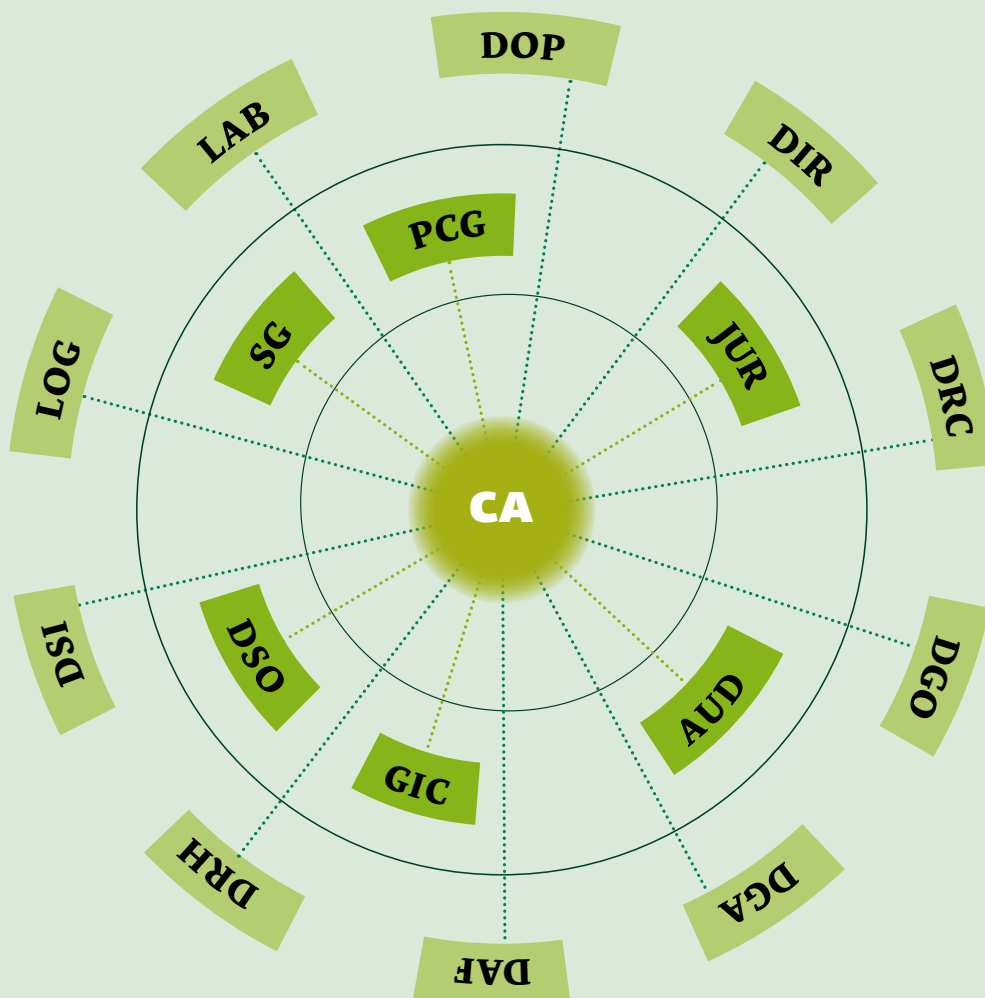 DOP
LAB
DIR
PCG
SG
JUR
LOG
DRC
CA
DSI
DSO
DGO
AUD
GIC
DRH
DGA
DAF